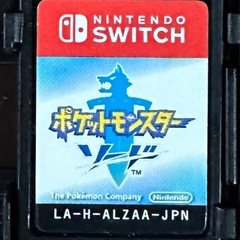 NINTENDO
SWITCH
ポケットモンスター
ソード
TM
The Pokémon Company Nintendo
LA-H-ALZAA-JPN